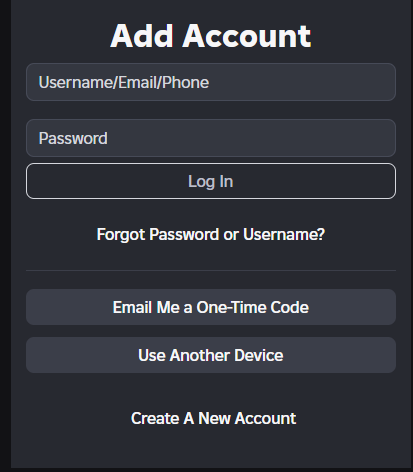 Add Account
Username/Email/Phone
Password
Log In
Forgot Password or Username?
Email Me a One-Time Code
Use Another Device
Create A New Account